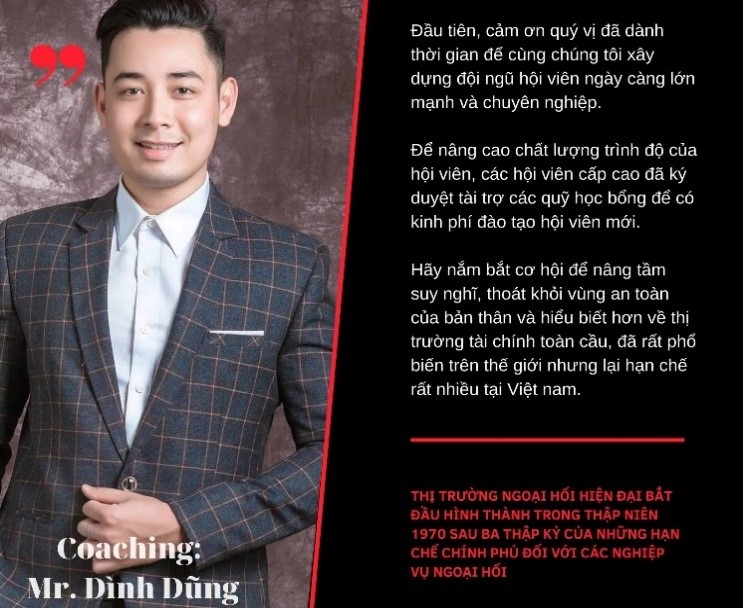 Đầu tiên, cảm ơn quý vị đã dành
thời gian để cùng chúng tôi xây
dựng đội ngũ hội viên ngày càng lớn
mạnh và chuyên nghiệp.
Để nâng cao chất lượng trình độ của
hội viên, các hội viên cấp cao đã ký
duyệt tài trợ các quỹ học bổng để có
kinh phí đào tạo hội viên mới.
Hãy nắm bắt cơ hội để nâng tầm
suy nghĩ, thoát khỏi vùng an toàn
của bản thân và hiểu biết hơn về thị
trường tài chính toàn cầu, đã rất phổ
biến trên thế giới nhưng lại hạn chế
rất nhiều tại Việt nam.
THỊ TRƯỜNG NGOẠI HỐI HIỆN ĐẠI BẮT
ĐẦU HÌNH THÀNH TRONG THẬP NIÊN
1970 SAU BA THẬP KỶ CỦA NHỮNG HẠN
CHẾ CHÍNH PHỦ ĐỐI VỚI CÁC NGHIỆP
VỤ NGOẠI HỐI
Coaching:
Mr. Dình Dũng